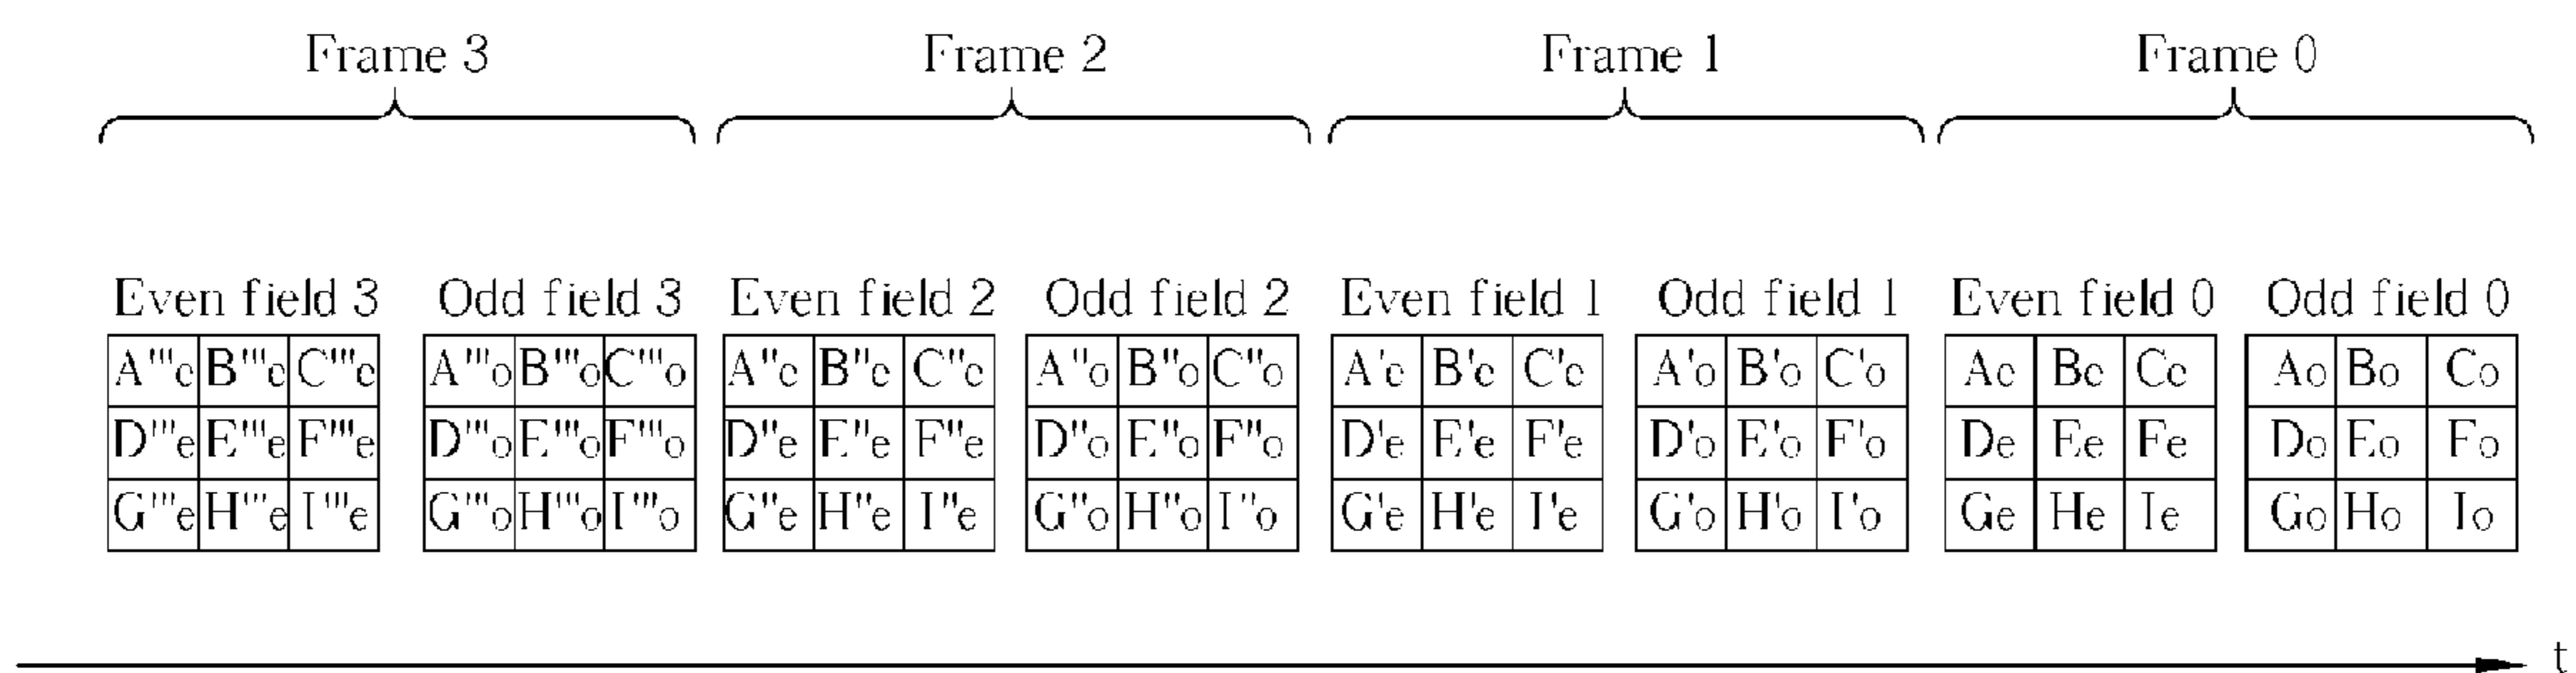 Frame 3 Frame 2 Frame 1 Frame 0
Even field 3 Odd field 3 Even field 2 Odd field 2 Even field 1 Odd field 1 Even field 0 Odd field 0
A'''e B'''e C'''e A'''o B'''o C'''o A''e B''e C''e A''o B''o C''o A'e B'e C'e A'o B'o C'o Ae Be Ce Ao Bo Co
D'''e E'''e F'''e D'''o E'''o F'''o D''e E''e F''e D''o E''o F''o D'e E'e F'e D'o E'o F'o De Ee Fe Do Eo Fo
G'''e H'''e I'''e G'''o H'''o I'''o G''e H''e I''e G''o H''o I''o G'e H'e I'e G'o H'o I'o Ge He Ie Go Ho Io
t